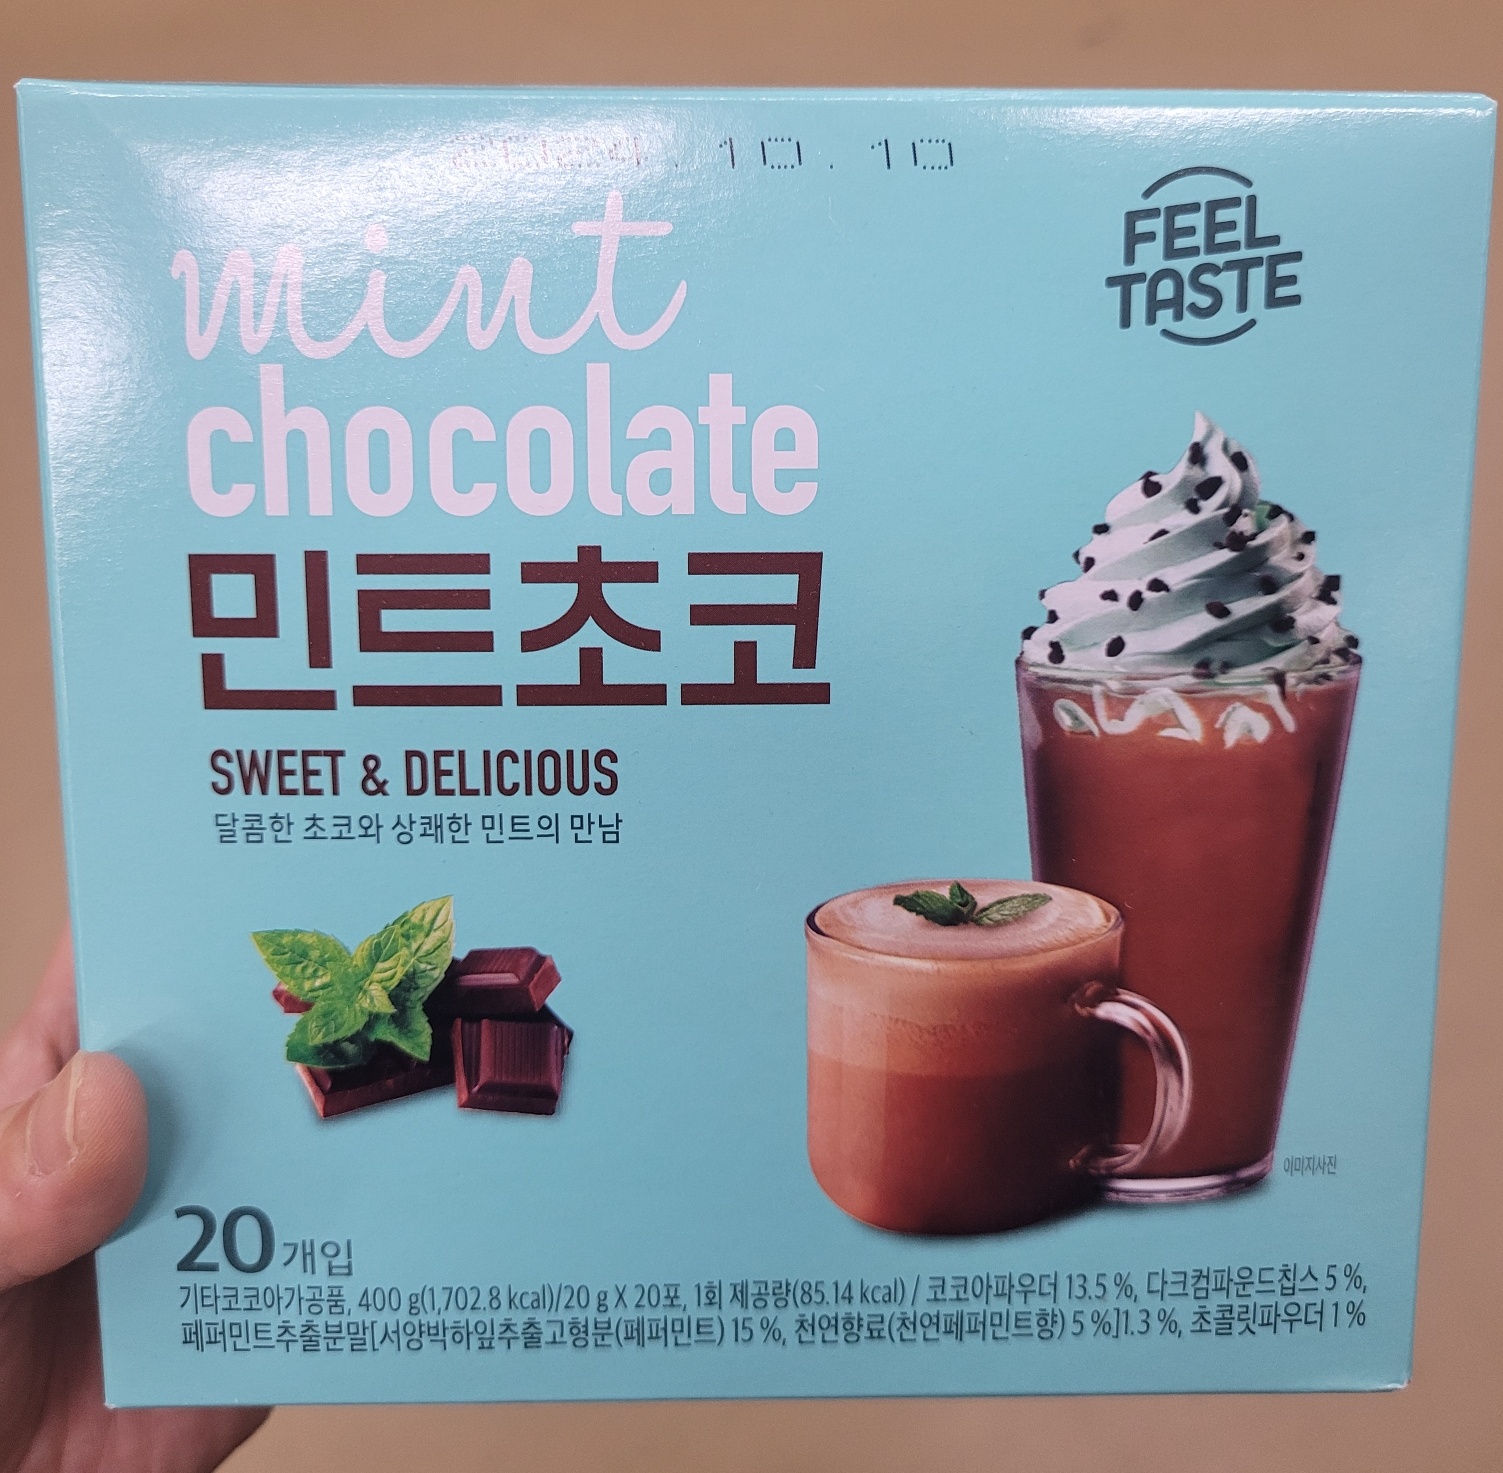 .10.10
FEEL
TASTE
mint
chocolate
민트초코
SWEET & DELICIOUS
달콤한 초코와 상쾌한 민트의 만남
이미지사진
20개입
기타코코아가공품, 400 g(1,702.8 kcal)/20 g X 20포, 1회 제공량(85.14 kcal) / 코코아파우더 13.5 %, 다크컴파운드칩스 5 %,
페퍼민트추출분말[서양박하잎추출고형분(페퍼민트) 15 %, 천연향료(천연페퍼민트향) 5 %]1.3 %, 초콜릿파우더 1 %